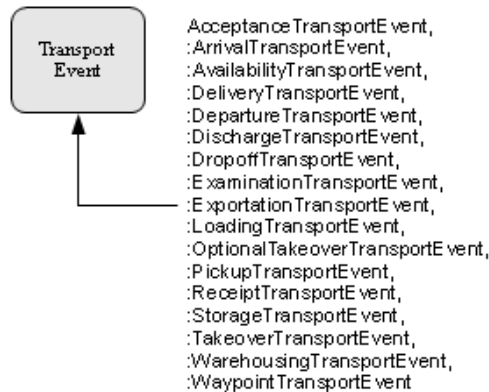 Transport
Event
AcceptanceTransportEvent,
:ArrivalTransportEvent,
:AvailabilityTransportEvent,
:DeliveryTransportEvent,
:DepartureTransportEvent,
:DischargeTransportEvent,
:DropoffTransportEvent,
:ExaminationTransportEvent,
:ExportationTransportEvent,
:LoadingTransportEvent,
:OptionalTakeoverTransportEvent,
:PickupTransportEvent,
:ReceiptTransportEvent,
:StorageTransportEvent,
:TakeoverTransportEvent,
:WarehousingTransportEvent,
:WaypointTransportEvent